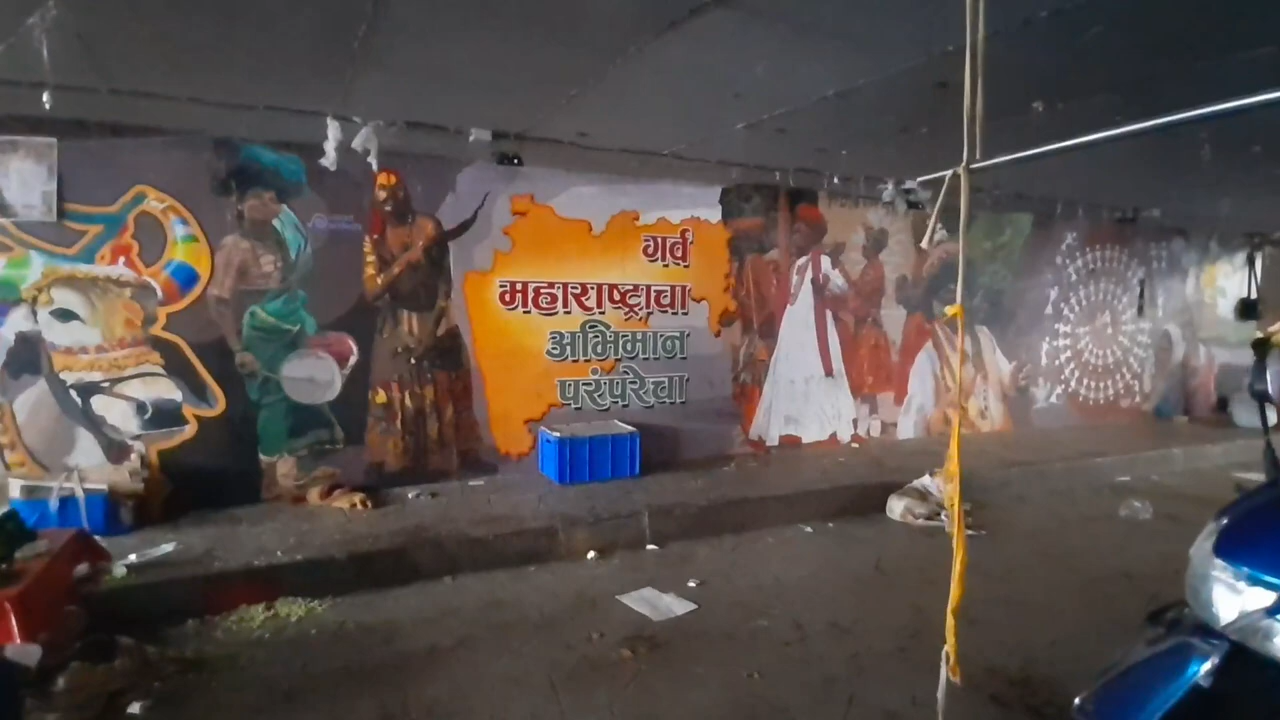 गर्व
महाराष्ट्राचा
अभिमान
परंपरेचा